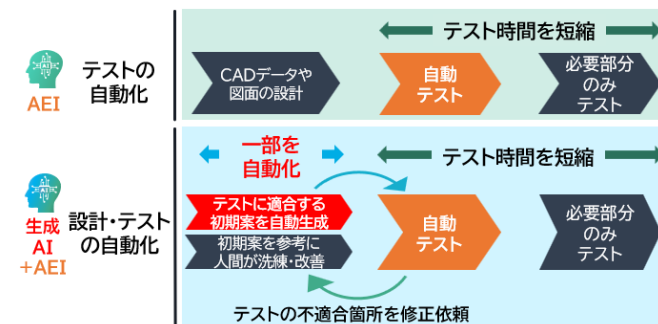 テスト時間を短縮
AEI
テストの
自動化
CADデータや
図面の設計
自動
テスト
必要部分
のみ
テスト
一部を
自動化
テスト時間を短縮
生成
AI
+AEI
設計・テスト
の自動化
テストに適合する
初期案を自動生成
初期案を参考に
人間が洗練・改善
自動
テスト
必要部分
のみ
テスト
テストの不適合箇所を修正依頼